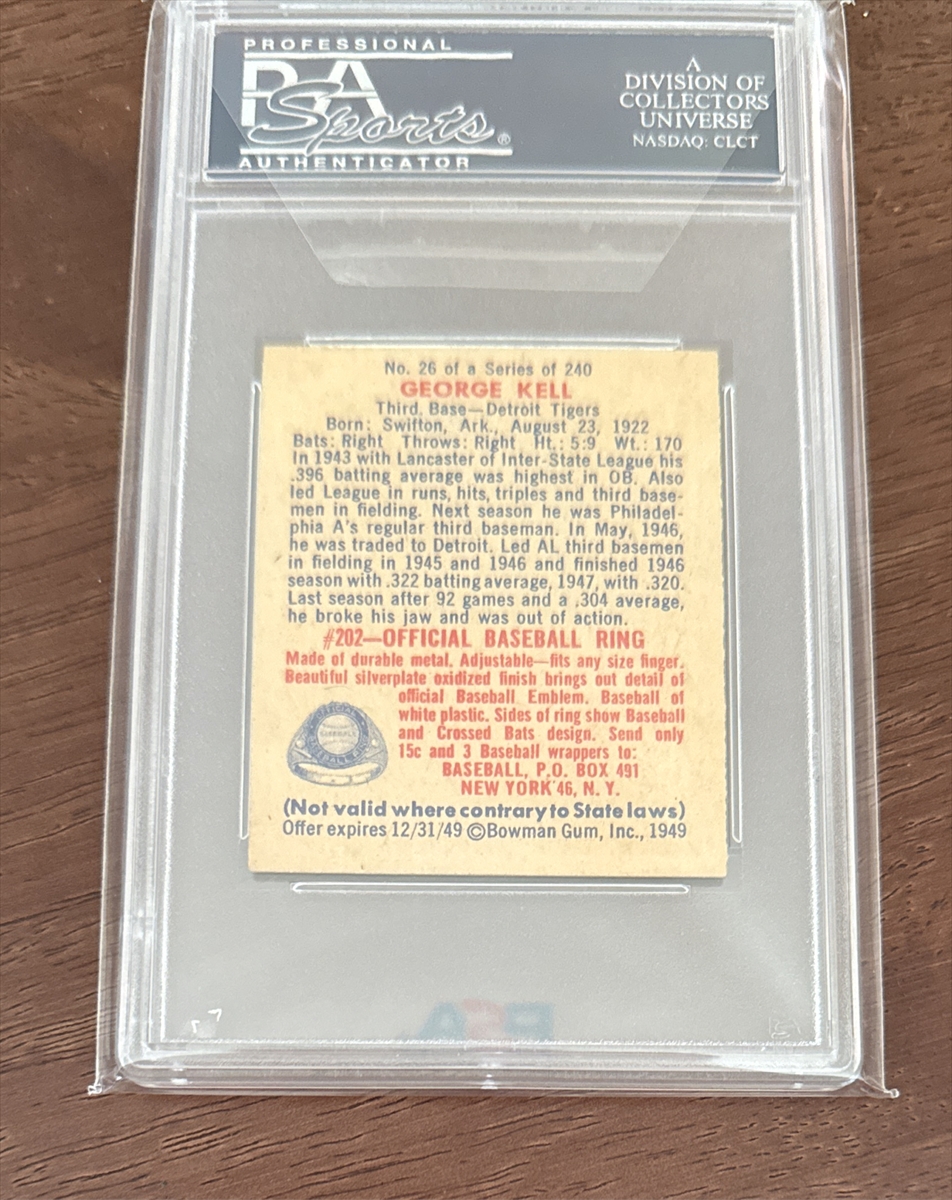 PROFESSIONAL
PSA
Sports®
AUTHENTICATOR
A
DIVISION OF
COLLECTORS
UNIVERSE
NASDAQ: CLCT
No. 26 of a Series of 240
GEORGE KELL
Third Base—Detroit Tigers
Born: Swifton, Ark., August 23, 1922
Bats: Right Throws: Right Ht.: 5:9 Wt.: 170
In 1943 with Lancaster of Inter-State League his
.396 batting average was highest in OB. Also
led League in runs, hits, triples and third base-
men in fielding. Next season he was Philadel-
phia A's regular third baseman. In May, 1946,
he was traded to Detroit. Led AL third basemen
in fielding in 1945 and 1946 and finished 1946
season with .322 batting average, 1947, with .320.
Last season after 92 games and a .304 average,
he broke his jaw and was out of action.
#202—OFFICIAL BASEBALL RING
Made of durable metal. Adjustable—fits any size finger.
Beautiful silverplate oxidized finish brings out detail of
official Baseball Emblem. Baseball of
white plastic. Sides of ring show Baseball
and Crossed Bats design. Send only
15c and 3 Baseball wrappers to:
BASEBALL, P.O. BOX 491
NEW YORK 46, N. Y.
OFFICIAL
BASEBALL
BASEBALL RING
(Not valid where contrary to State laws)
Offer expires 12/31/49 ©Bowman Gum, Inc., 1949
PSA